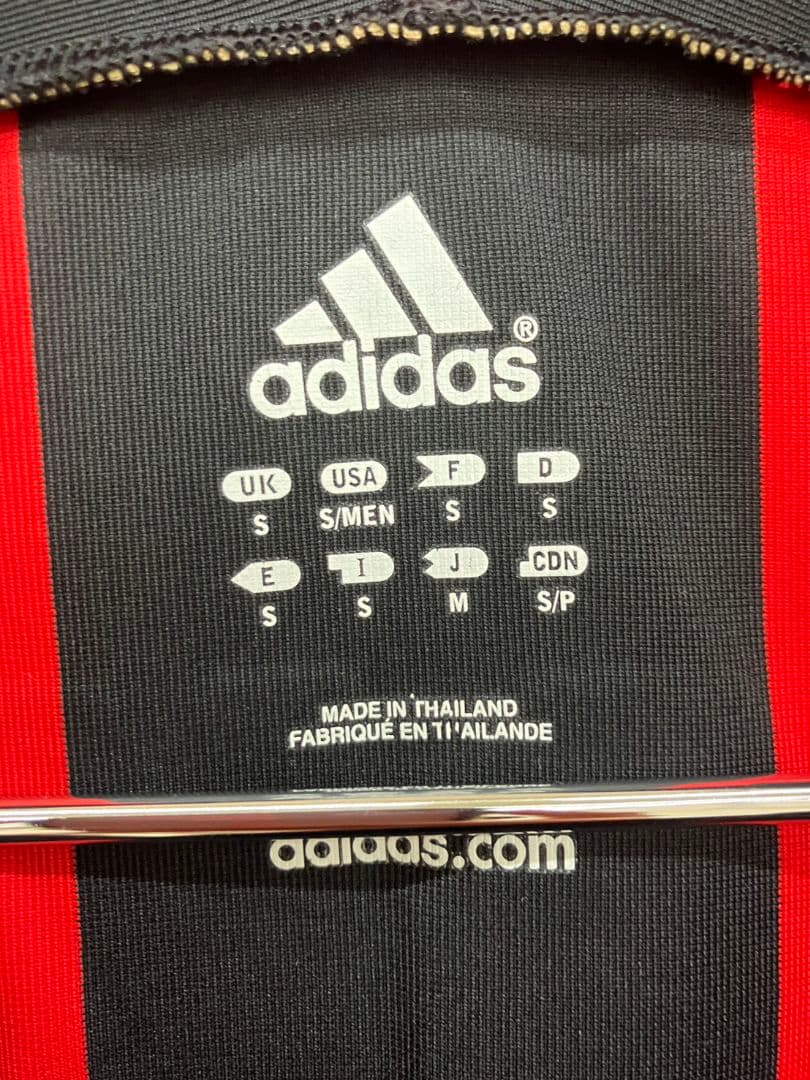 adidas®
UK USA F D
S S/MEN S S
E I J CDN
S S M S/P
MADE IN THAILAND
FABRIQUÉ EN THAILANDE
adidas.com